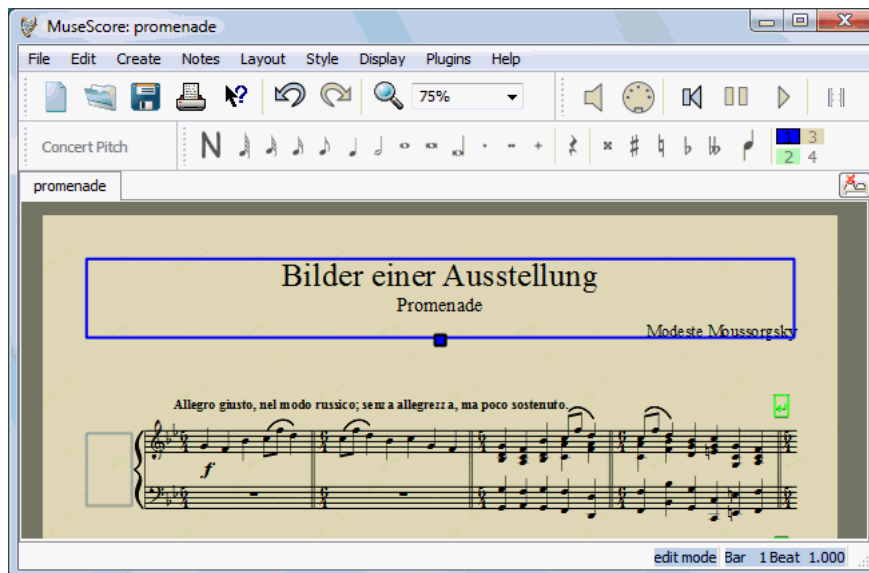 MuseScore: promenade
File Edit Create Notes Layout Style Display Plugins Help
75%
Concert Pitch N 1 3
2 4
promenade
Bilder einer Ausstellung
Promenade
Modeste Moussorgsky
Allegro giusto, nel modo russico; senza allegrezza, ma poco sostenuto.
f
edit mode Bar 1 Beat 1.000